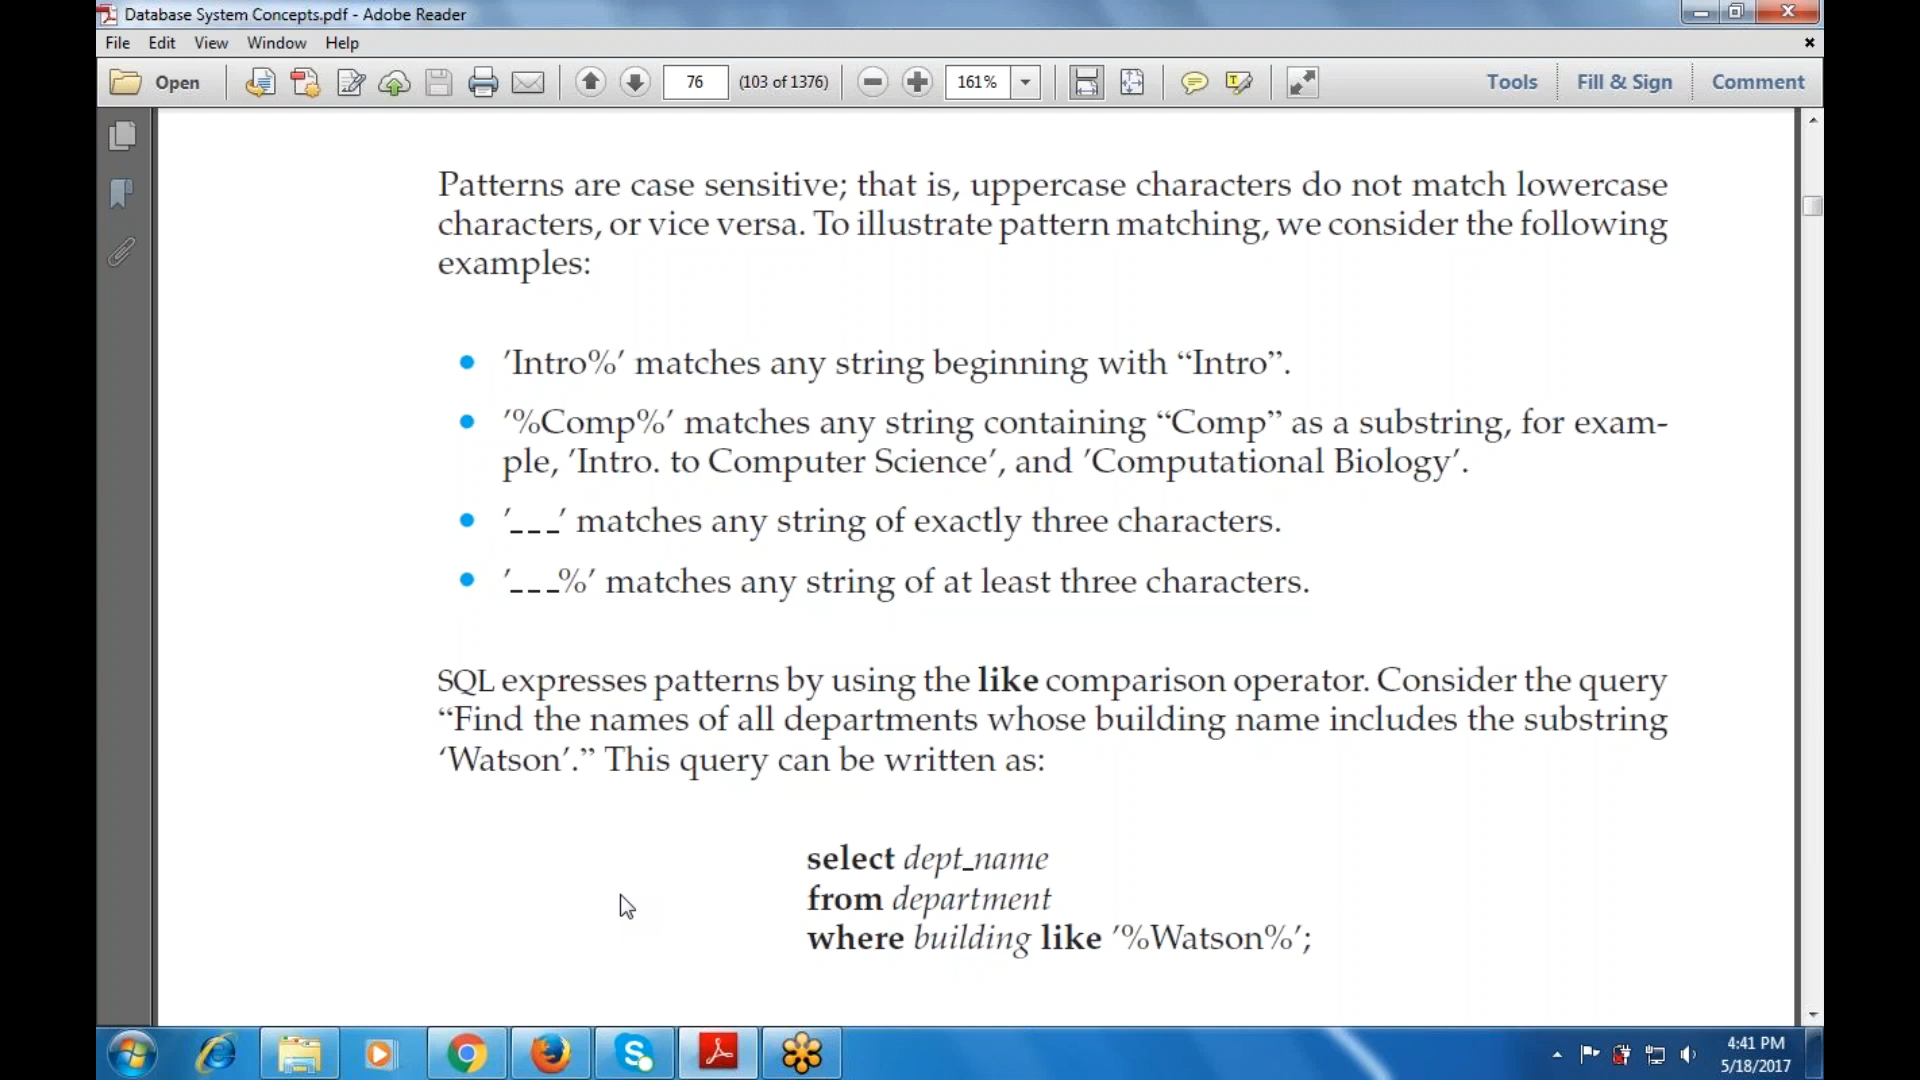 Database System Concepts.pdf - Adobe Reader
File Edit View Window Help
Open 76 (103 of 1376) 161% Tools Fill & Sign Comment
Patterns are case sensitive; that is, uppercase characters do not match lowercase
characters, or vice versa. To illustrate pattern matching, we consider the following
examples:
• ’Intro%’ matches any string beginning with “Intro”.
• ’%Comp%’ matches any string containing “Comp” as a substring, for exam-
ple, ’Intro. to Computer Science’, and ’Computational Biology’.
• ’_ _ _’ matches any string of exactly three characters.
• ’_ _ _%’ matches any string of at least three characters.
SQL expresses patterns by using the like comparison operator. Consider the query
“Find the names of all departments whose building name includes the substring
‘Watson’.” This query can be written as:
select dept_name
from department
where building like ’%Watson%’;
4:41 PM
5/18/2017